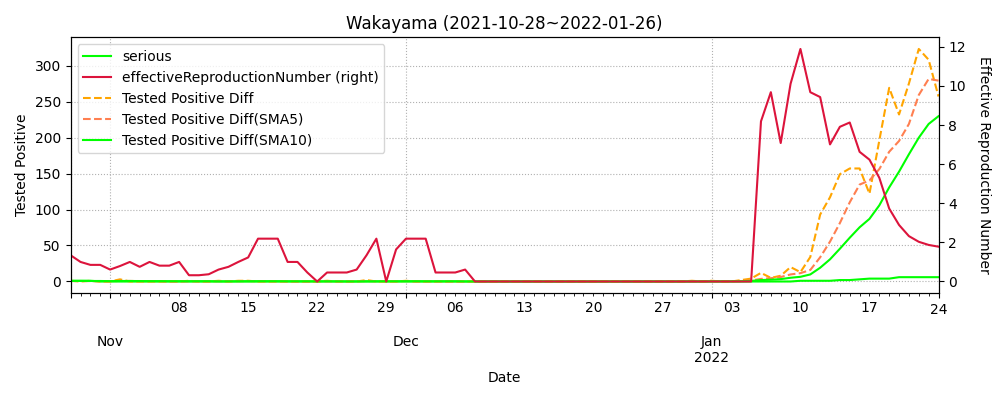 Wakayama (2021-10-28~2022-01-26)
serious
effectiveReproductionNumber (right)
Tested Positive Diff
Tested Positive Diff(SMA5)
Tested Positive Diff(SMA10)
Tested Positive
300
250
200
150
100
50
0
Effective Reproduction Number
12
10
8
6
4
2
0
08 15 22 29 06 13 20 27 03 10 17 24
Nov Dec Jan
2022
Date